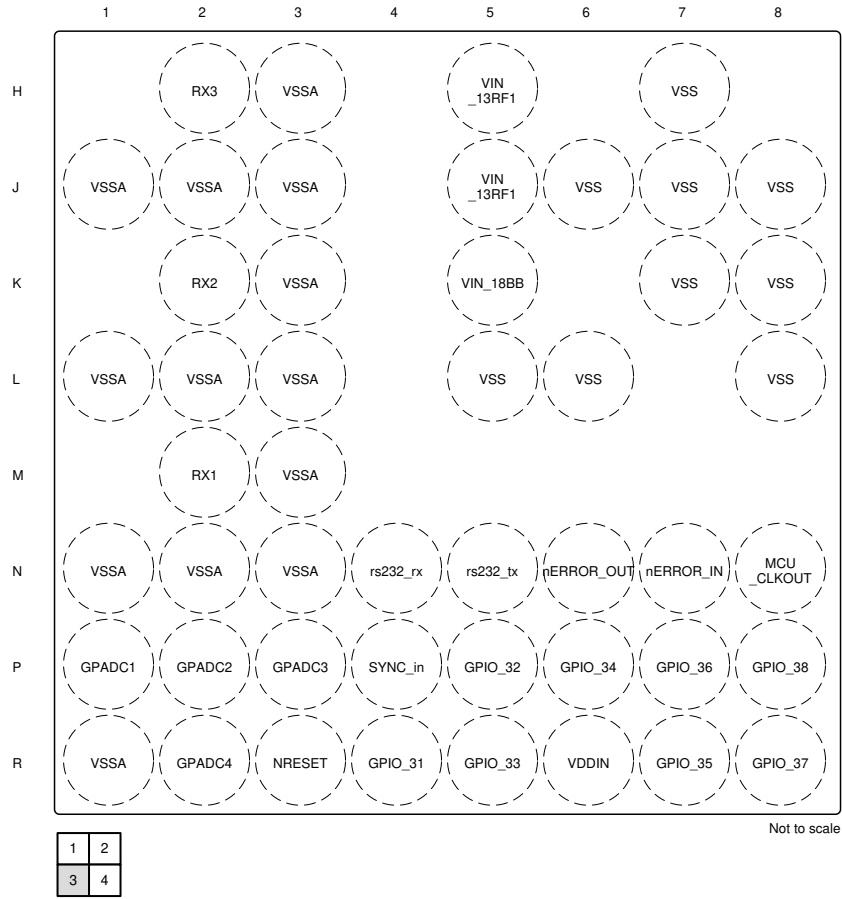 1 2 3 4 5 6 7 8
H RX3 VSSA VIN VSS
_13RF1
J VSSA VSSA VSSA VIN VSS VSS VSS
_13RF1
K RX2 VSSA VIN_18BB VSS VSS
L VSSA VSSA VSSA VSS VSS VSS
M RX1 VSSA
N VSSA VSSA VSSA rs232_rx rs232_tx nERROR_OUT nERROR_IN MCU
_CLKOUT
P GPADC1 GPADC2 GPADC3 SYNC_in GPIO_32 GPIO_34 GPIO_36 GPIO_38
R VSSA GPADC4 NRESET GPIO_31 GPIO_33 VDDIN GPIO_35 GPIO_37
Not to scale
1 2
3 4